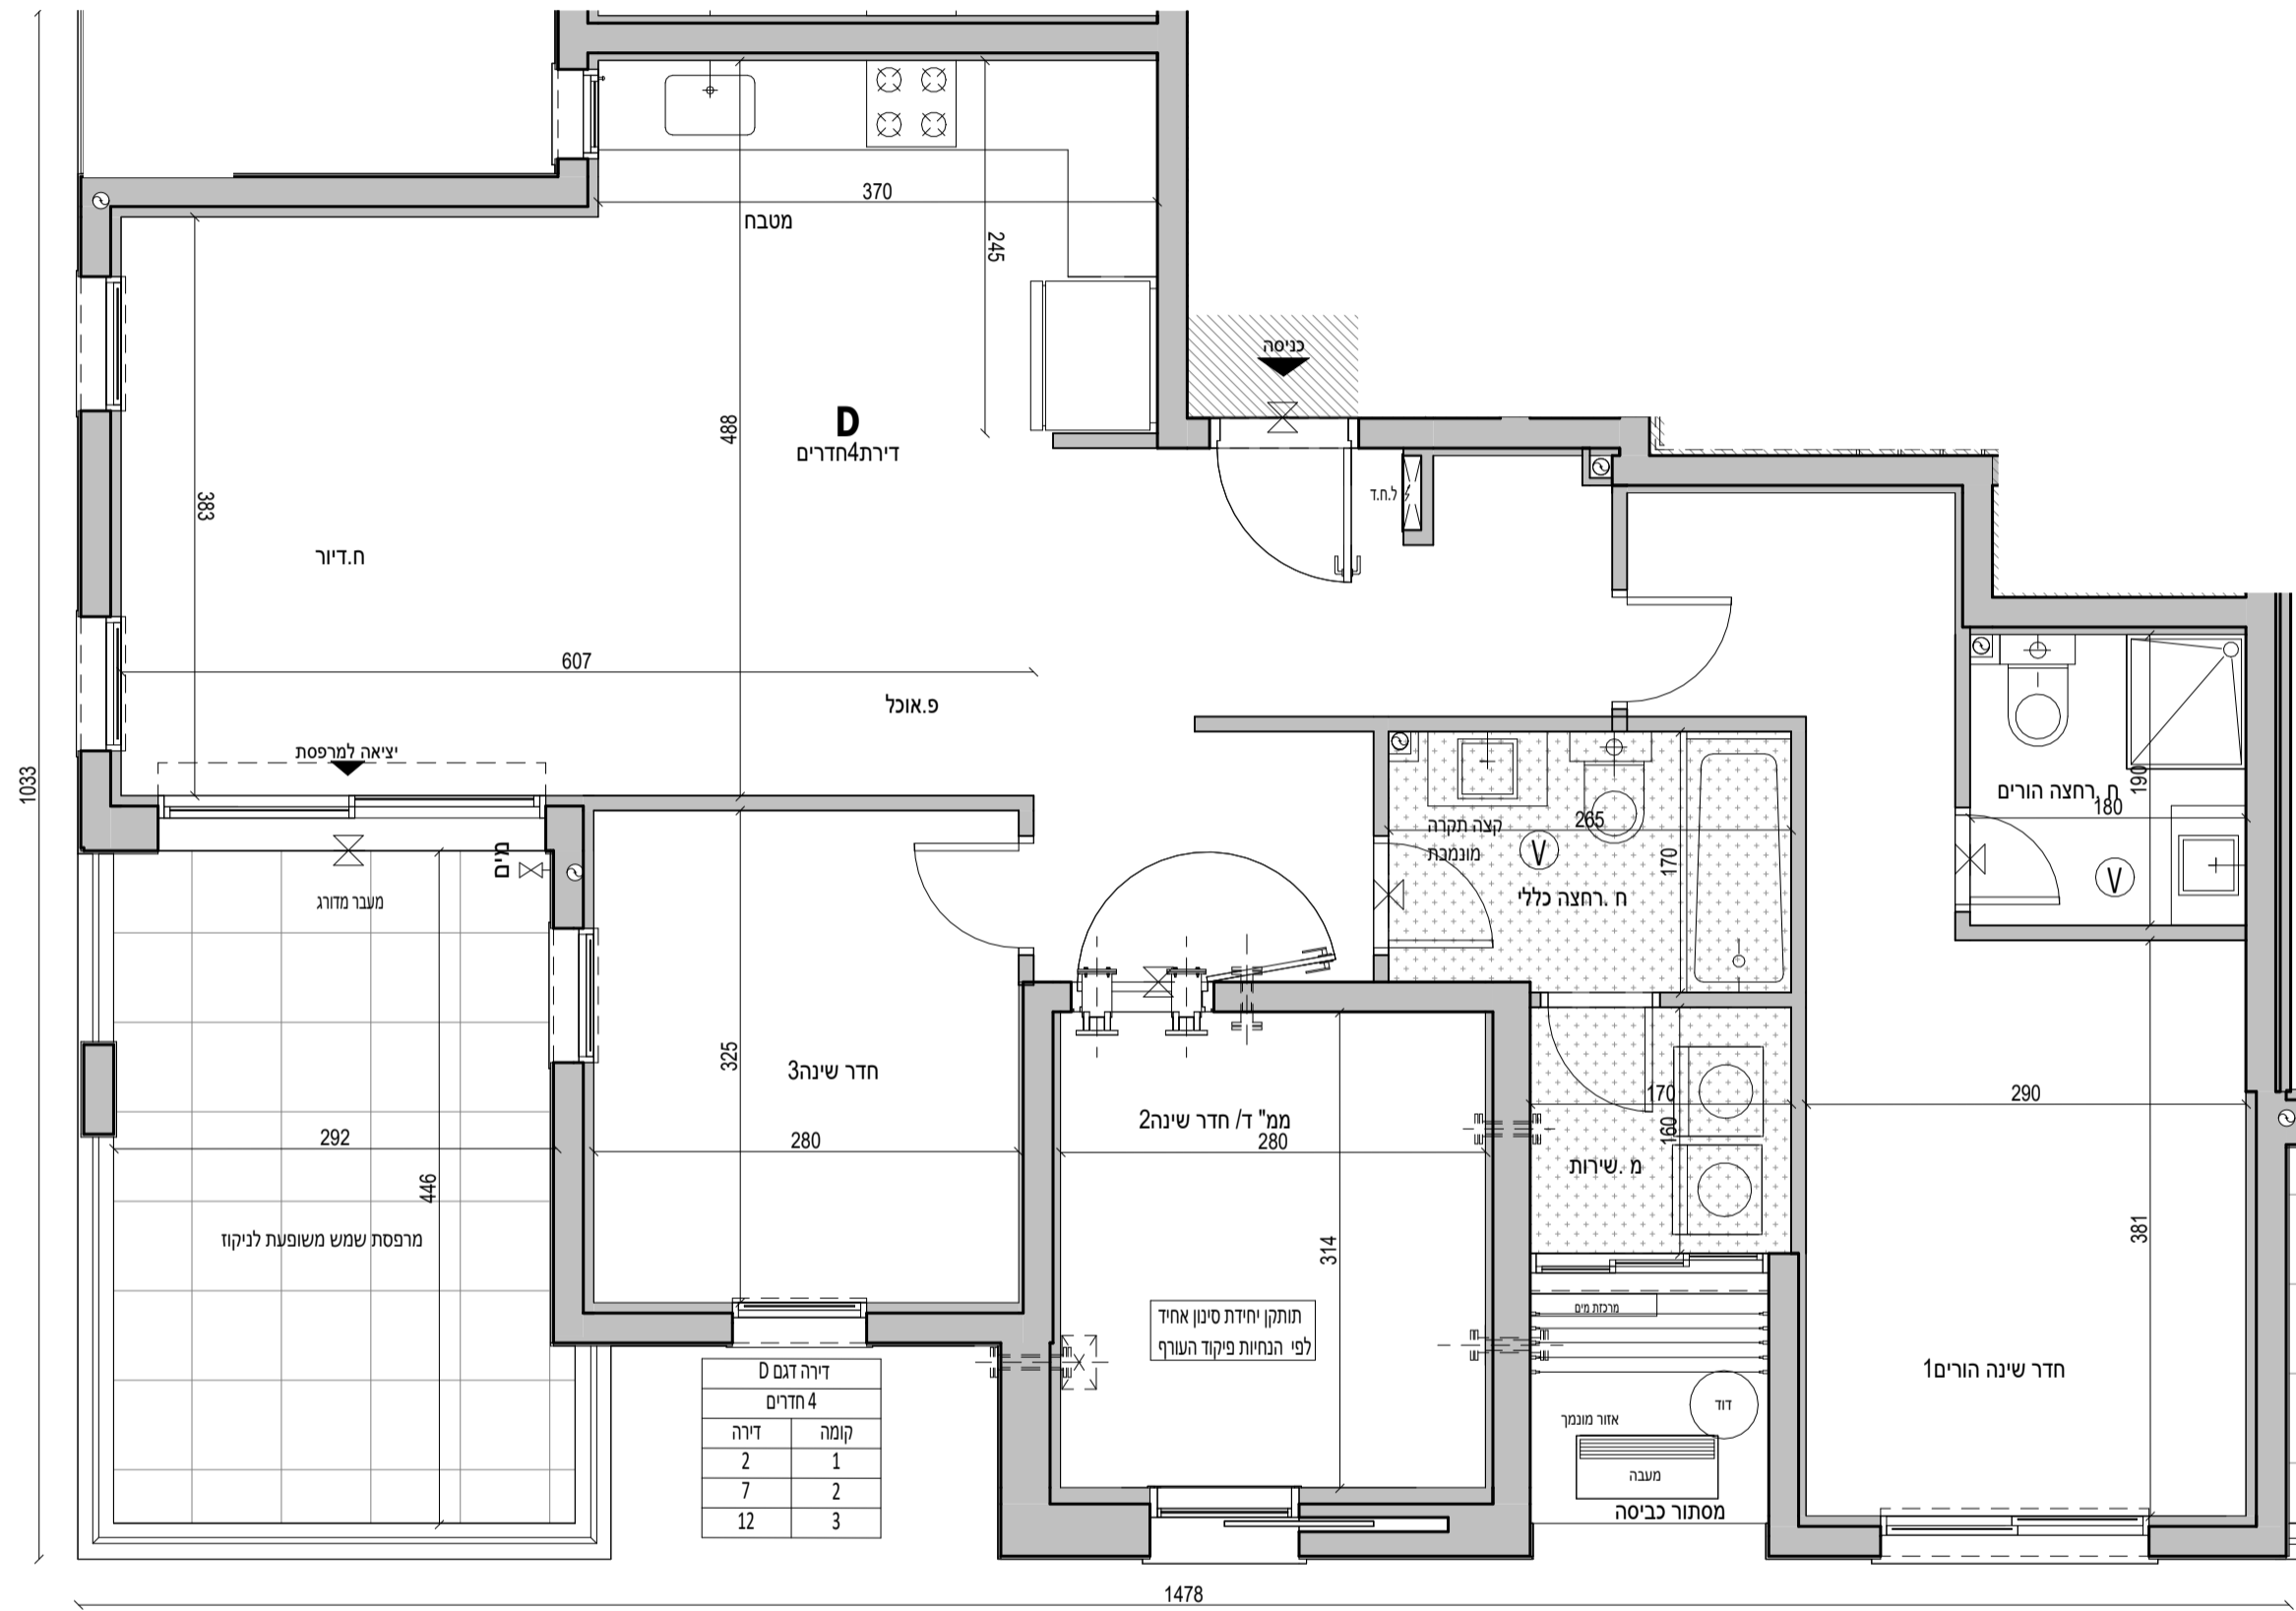 370
מטבח
245
כניסה
488
D
דירת4חדרים
383
ל.ח.ד
ח.דיור
607
פ.אוכל
יציאה למרפסת
1033
מים
מעבר מדורג
קצה תקרה
מונמכת
265
V
170
ח .רחצה כללי
ח .רחצה הורים
190
180
V
325
חדר שינה3
280
292
446
מרפסת שמש משופעת לניקוז
ממ" ד/ חדר שינה2
280
314
תותקן יחידת סינון אחיד
לפי הנחיות פיקוד העורף
170
160
מ .שירות
290
381
חדר שינה הורים1
מרכזת מים
דוד
אזור מונמך
מעבה
מסתור כביסה
דירה דגם D
4 חדרים
קומה דירה
1 2
2 7
3 12
1478